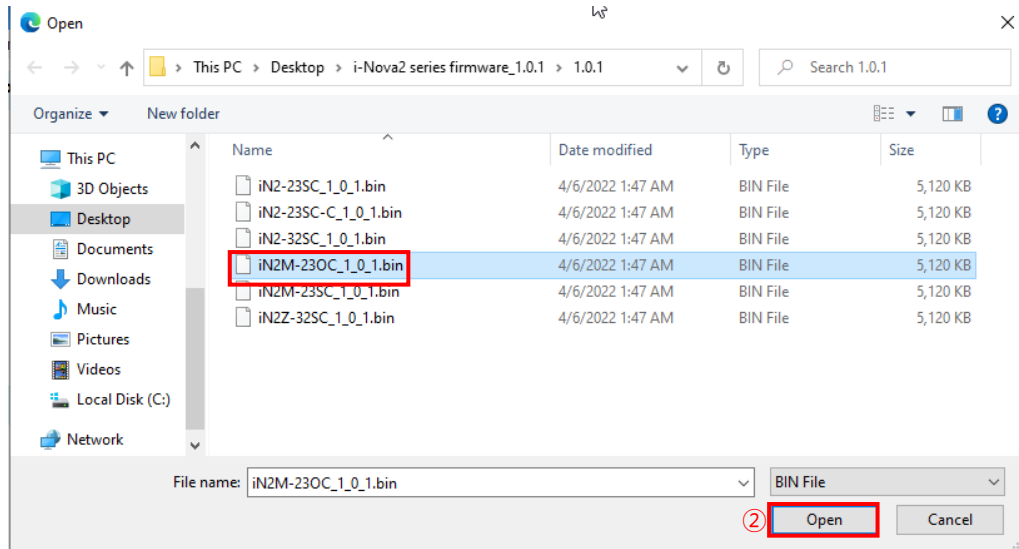 Open
This PC > Desktop > i-Nova2 series firmware_1.0.1 > 1.0.1
Search 1.0.1
Organize New folder
Name Date modified Type Size
iN2-23SC_1_0_1.bin 4/6/2022 1:47 AM BIN File 5,120 KB
iN2-23SC-C_1_0_1.bin 4/6/2022 1:47 AM BIN File 5,120 KB
iN2-32SC_1_0_1.bin 4/6/2022 1:47 AM BIN File 5,120 KB
iN2M-23OC_1_0_1.bin 4/6/2022 1:47 AM BIN File 5,120 KB
iN2M-23SC_1_0_1.bin 4/6/2022 1:47 AM BIN File 5,120 KB
iN2Z-32SC_1_0_1.bin 4/6/2022 1:47 AM BIN File 5,120 KB
This PC
3D Objects
Desktop
Documents
Downloads
Music
Pictures
Videos
Local Disk (C:)
Network
File name: iN2M-23OC_1_0_1.bin BIN File
② Open Cancel